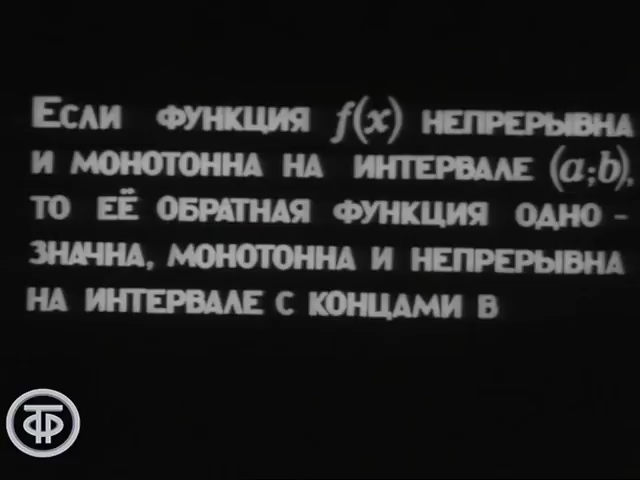 Если функция f(x) непрерывна
и монотонна на интервале (a;b),
то её обратная функция одно-
значна, монотонна и непрерывна
на интервале с концами в